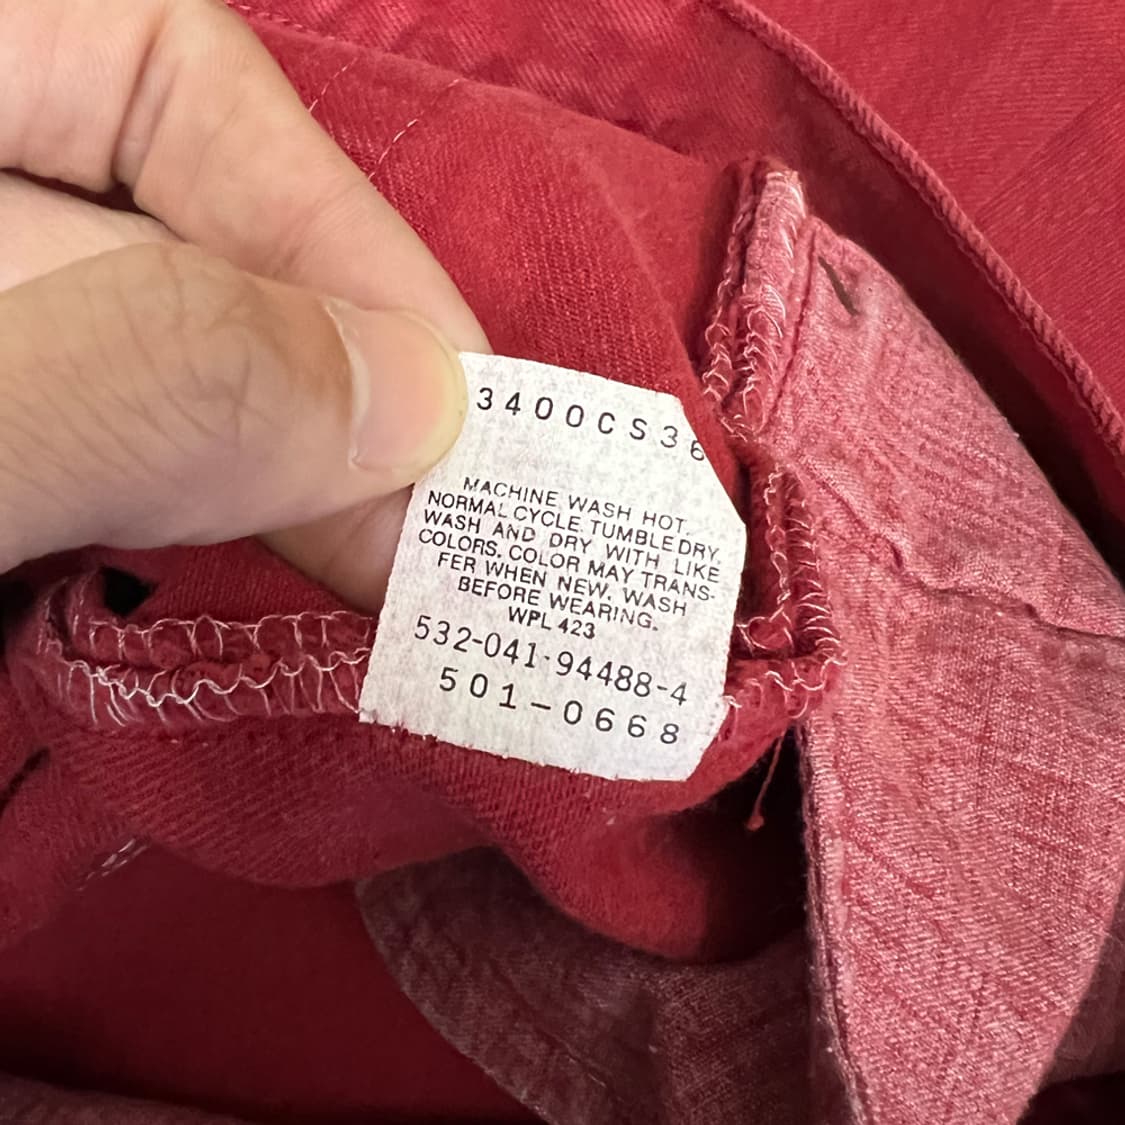 3400CS36
MACHINE WASH HOT.
NORMAL CYCLE. TUMBLE DRY.
WASH AND DRY WITH LIKE
COLORS. COLOR MAY TRANS-
FER WHEN NEW. WASH
BEFORE WEARING.
WPL 423
532-041-94488-4
501-0668